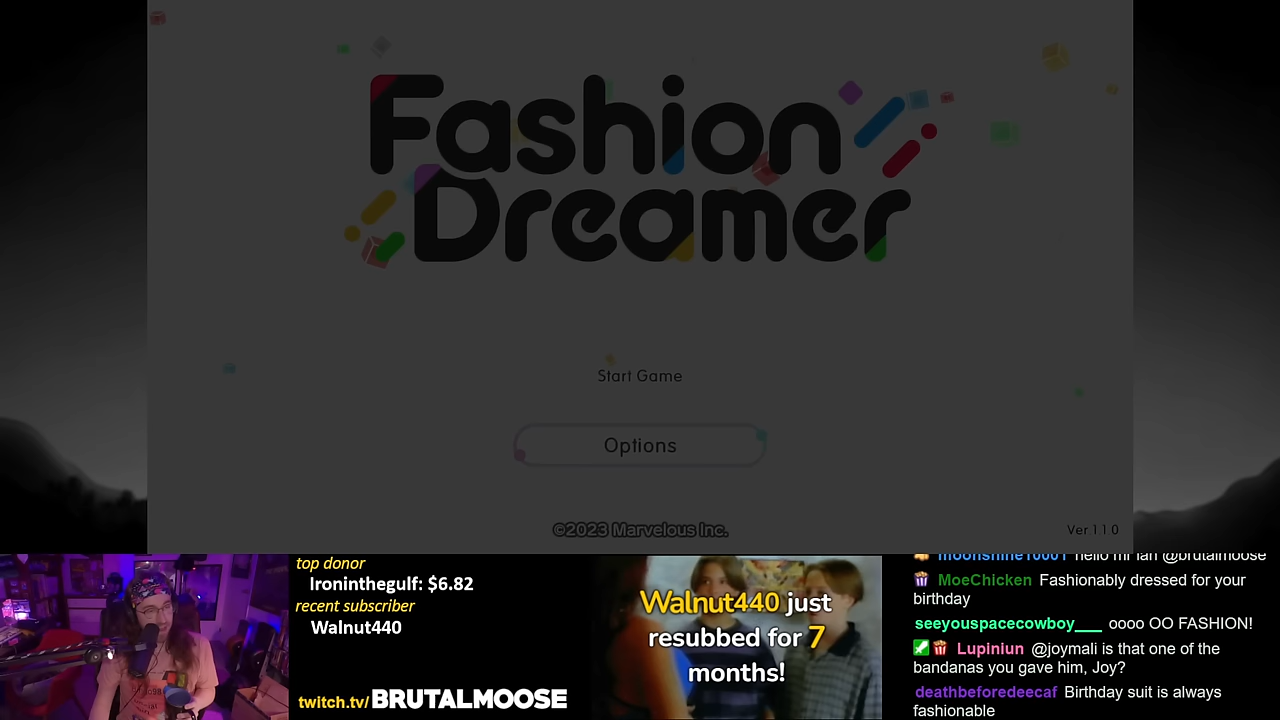 Fashion
Dreamer
Start Game
Options
©2023 Marvelous Inc.
Ver 1.1.0
top donor
Ironinthegulf: $6.82
recent subscriber
Walnut440
twitch.tv/BRUTALMOOSE
Walnut440 just
resubbed for 7
months!
moonshine10001 hello mr ian @brutalmoose
MoeChicken Fashionably dressed for your
birthday
seeyouspacecowboy___ oooo OO FASHION!
Lupiniun @joymali is that one of the
bandanas you gave him, Joy?
deathbeforedeecaf Birthday suit is always
fashionable